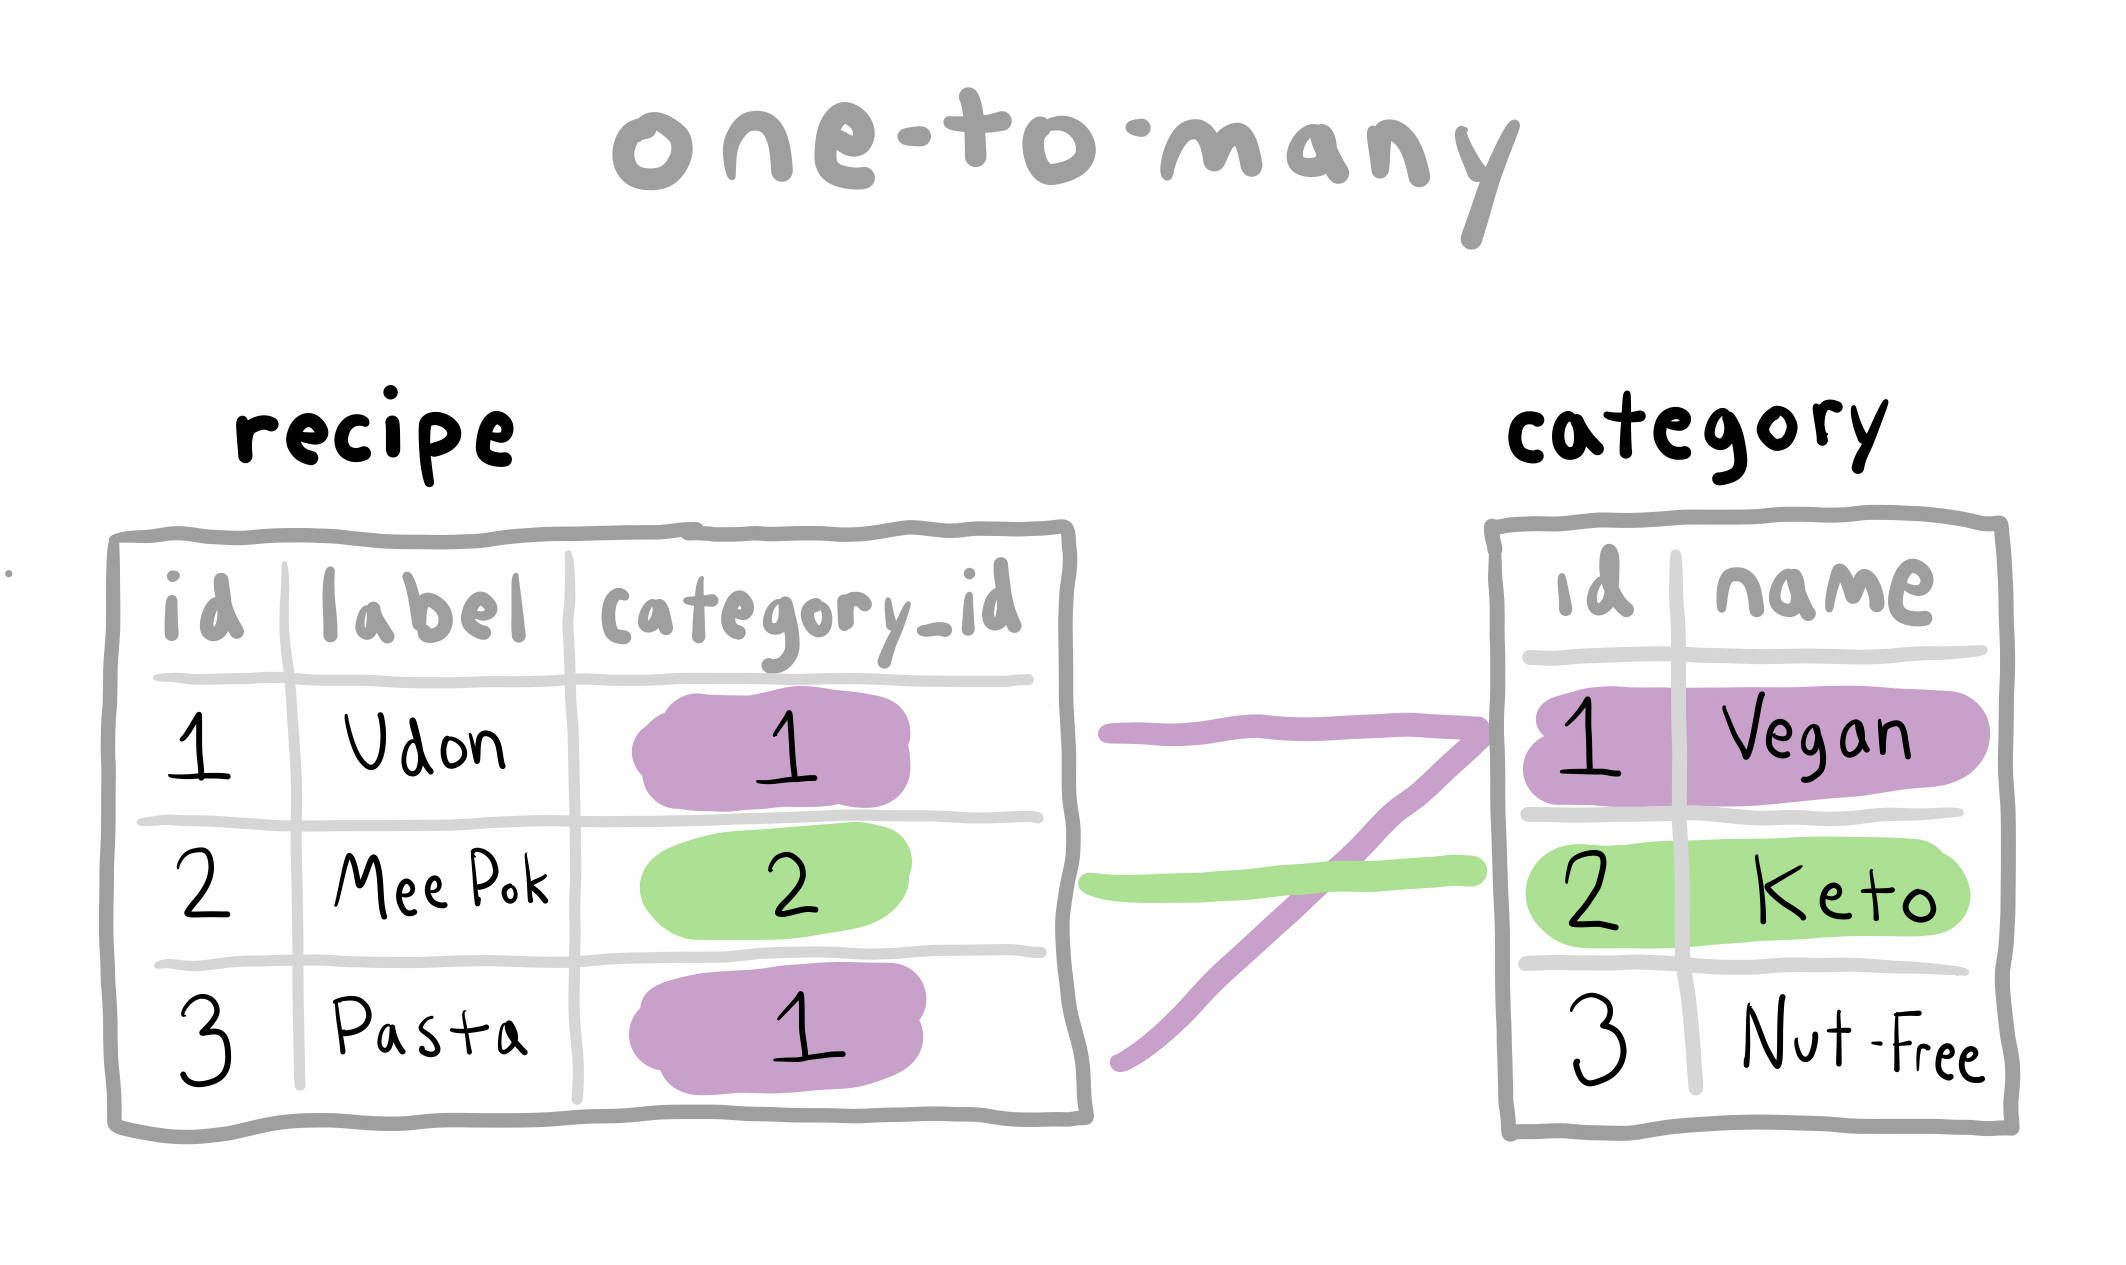 one-to-many
recipe
id label category_id
1 Udon 1
2 Mee Pok 2
3 Pasta 1
category
id name
1 Vegan
2 Keto
3 Nut-Free